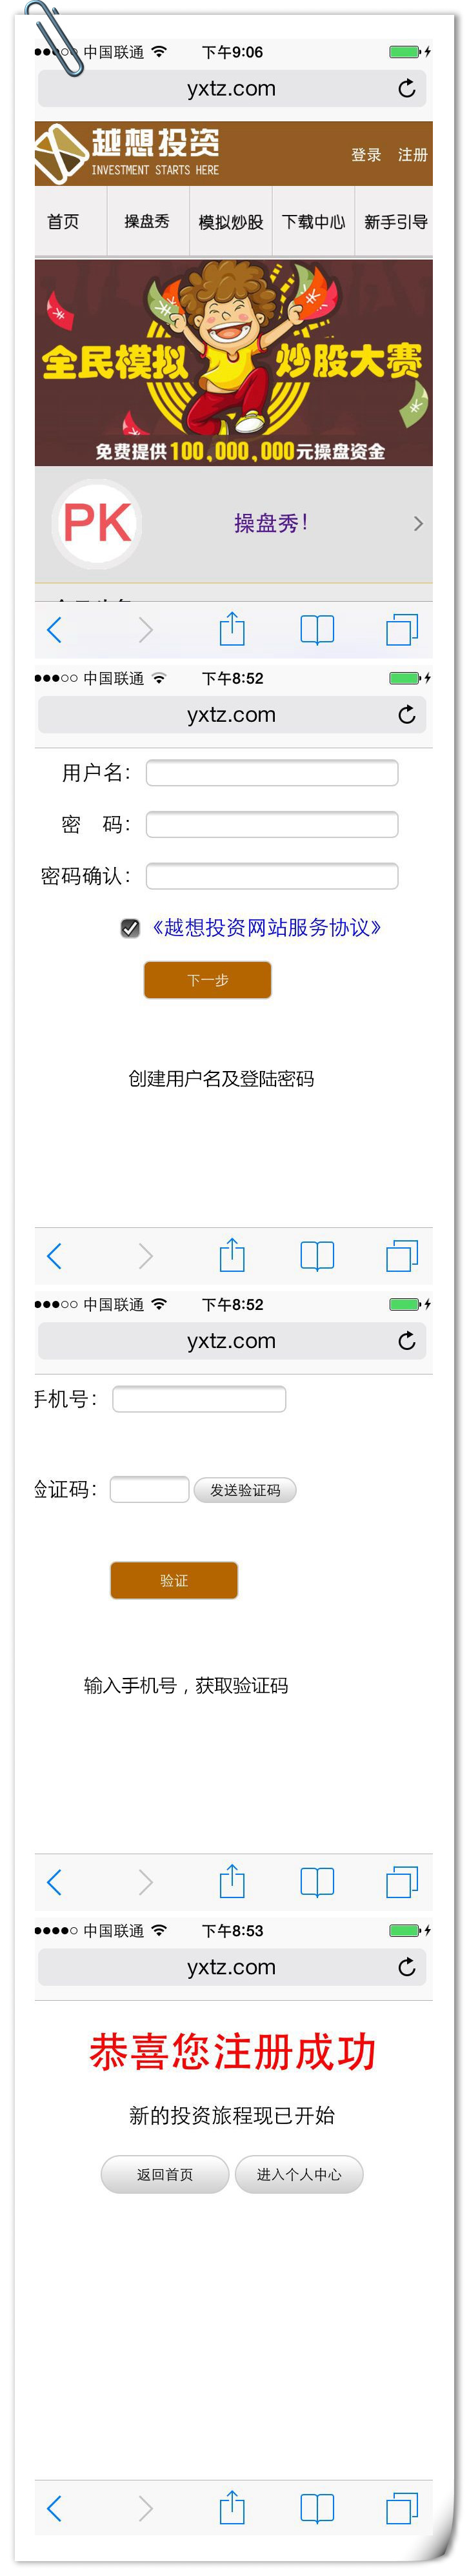 中国联通 下午9:06
yxtz.com
越想投资
INVESTMENT STARTS HERE
登录 注册
首页 操盘秀 模拟炒股 下载中心 新手引导
全民模拟 炒股大赛
免费提供100,000,000元操盘资金
PK 操盘秀！
中国联通 下午8:52
yxtz.com
用户名：
密 码：
密码确认：
《越想投资网站服务协议》
下一步
创建用户名及登陆密码
中国联通 下午8:52
yxtz.com
手机号：
验证码： 发送验证码
验证
输入手机号，获取验证码
中国联通 下午8:53
yxtz.com
恭喜您注册成功
新的投资旅程现已开始
返回首页 进入个人中心